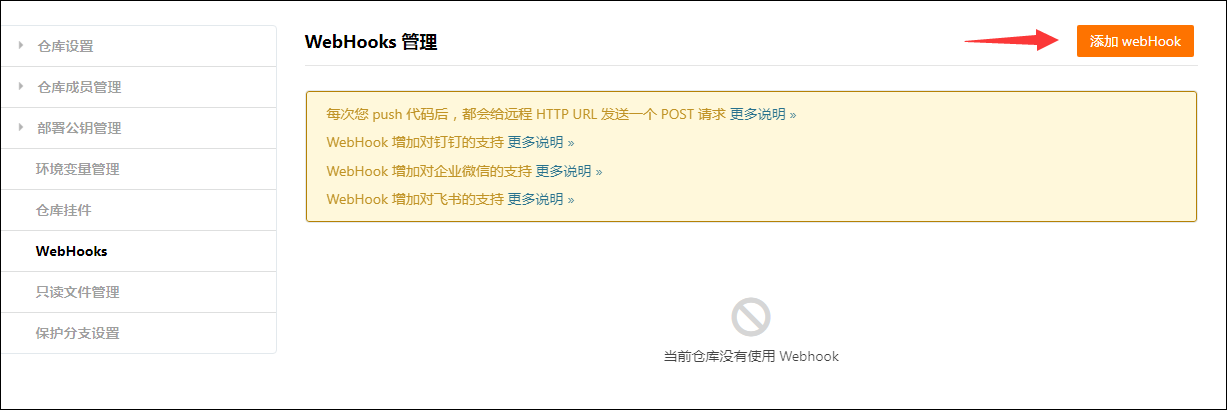 仓库设置
仓库成员管理
部署公钥管理
环境变量管理
仓库挂件
WebHooks
只读文件管理
保护分支设置
WebHooks 管理
添加 webHook
每次您 push 代码后，都会给远程 HTTP URL 发送一个 POST 请求 更多说明 »
WebHook 增加对钉钉的支持 更多说明 »
WebHook 增加对企业微信的支持 更多说明 »
WebHook 增加对飞书的支持 更多说明 »
当前仓库没有使用 Webhook